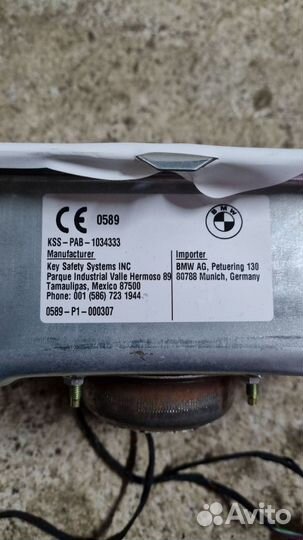 CE 0589
BMW
KSS-PAB-1034333
Manufacturer
Key Safety Systems INC
Parque Industrial Valle Hermoso 89
Tamaulipas, Mexico 87500
Phone: 001 (586) 723 1944
0589-P1-000307
Importer
BMW AG, Petuering 130
80788 Munich, Germany
Avito